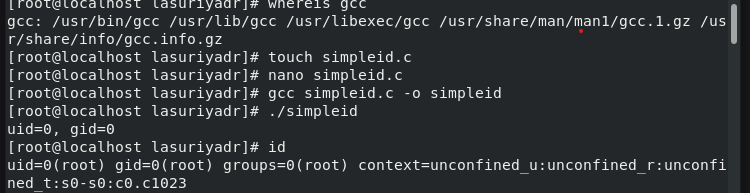 [root@localhost lasuriyadr]# whereis gcc
gcc: /usr/bin/gcc /usr/lib/gcc /usr/libexec/gcc /usr/share/man/man1/gcc.1.gz /us
r/share/info/gcc.info.gz
[root@localhost lasuriyadr]# touch simpleid.c
[root@localhost lasuriyadr]# nano simpleid.c
[root@localhost lasuriyadr]# gcc simpleid.c -o simpleid
[root@localhost lasuriyadr]# ./simpleid
uid=0, gid=0
[root@localhost lasuriyadr]# id
uid=0(root) gid=0(root) groups=0(root) context=unconfined_u:unconfined_r:unconfi
ned_t:s0-s0:c0.c1023